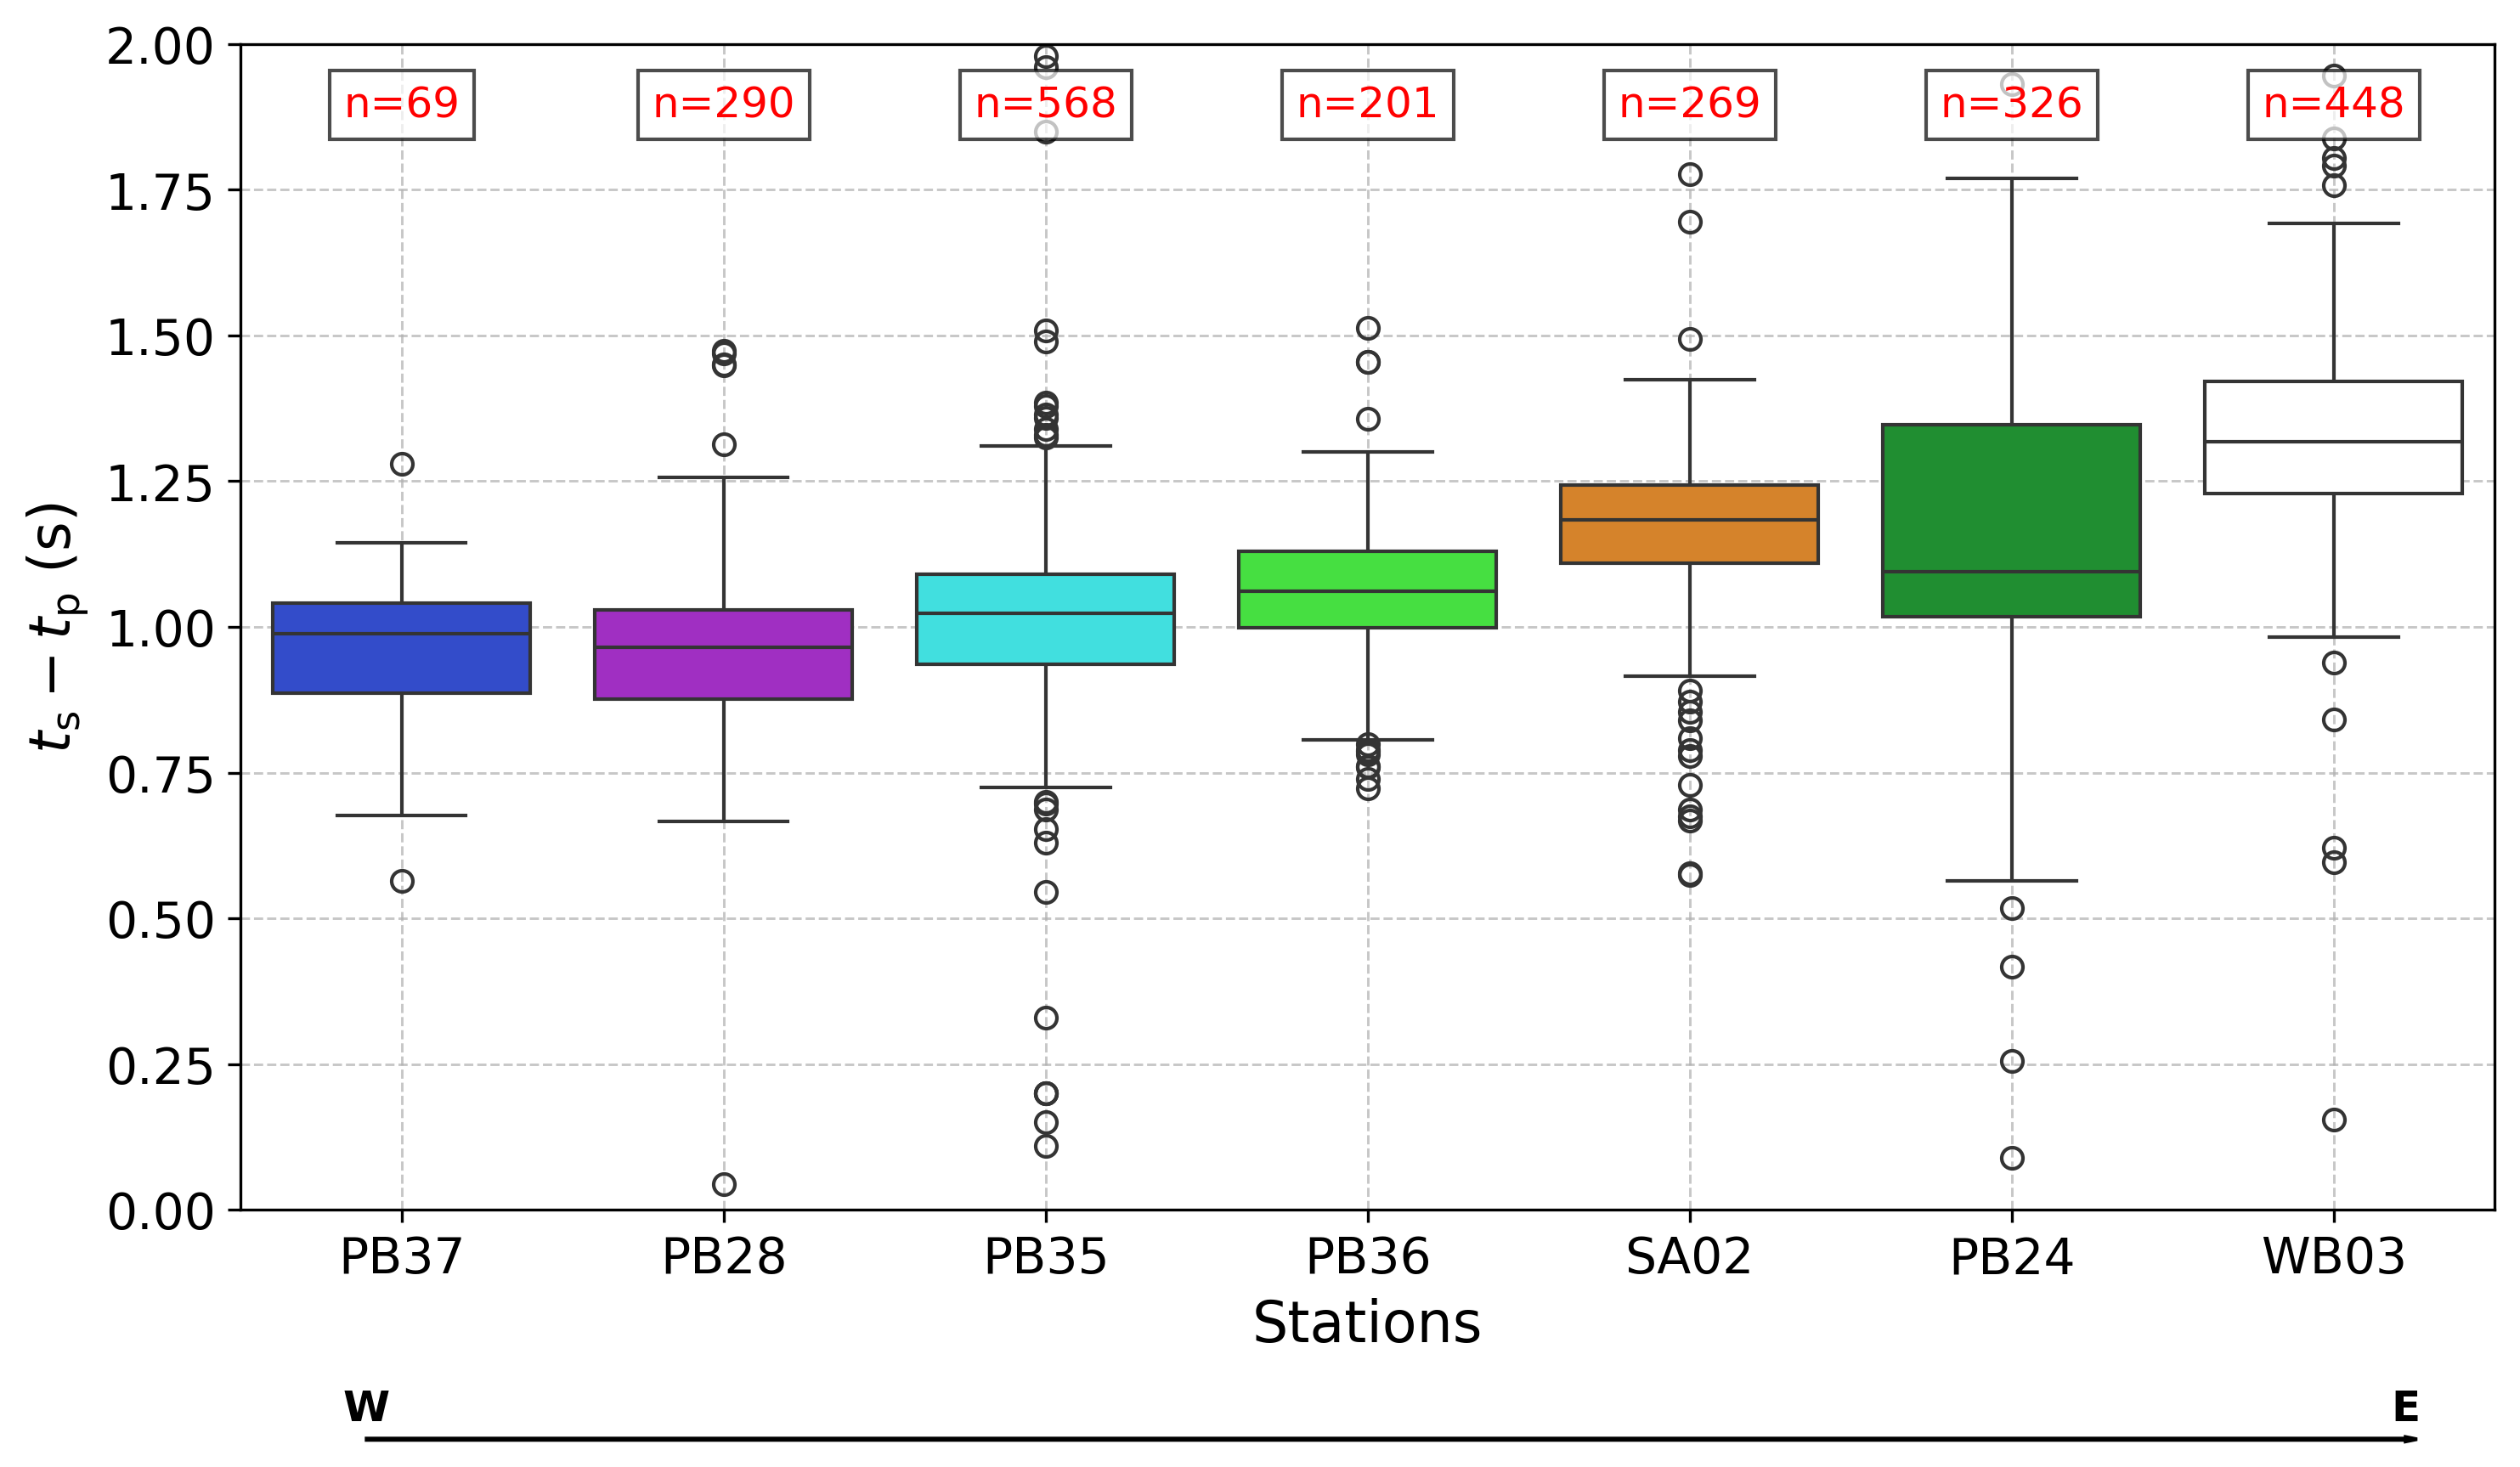 2.00
n=69 n=290 n=568 n=201 n=269 n=326 n=448
1.75
1.50
1.25
1.00
0.75
0.50
0.25
0.00
tₛ − tₚ (s)
PB37 PB28 PB35 PB36 SA02 PB24 WB03
Stations
W E